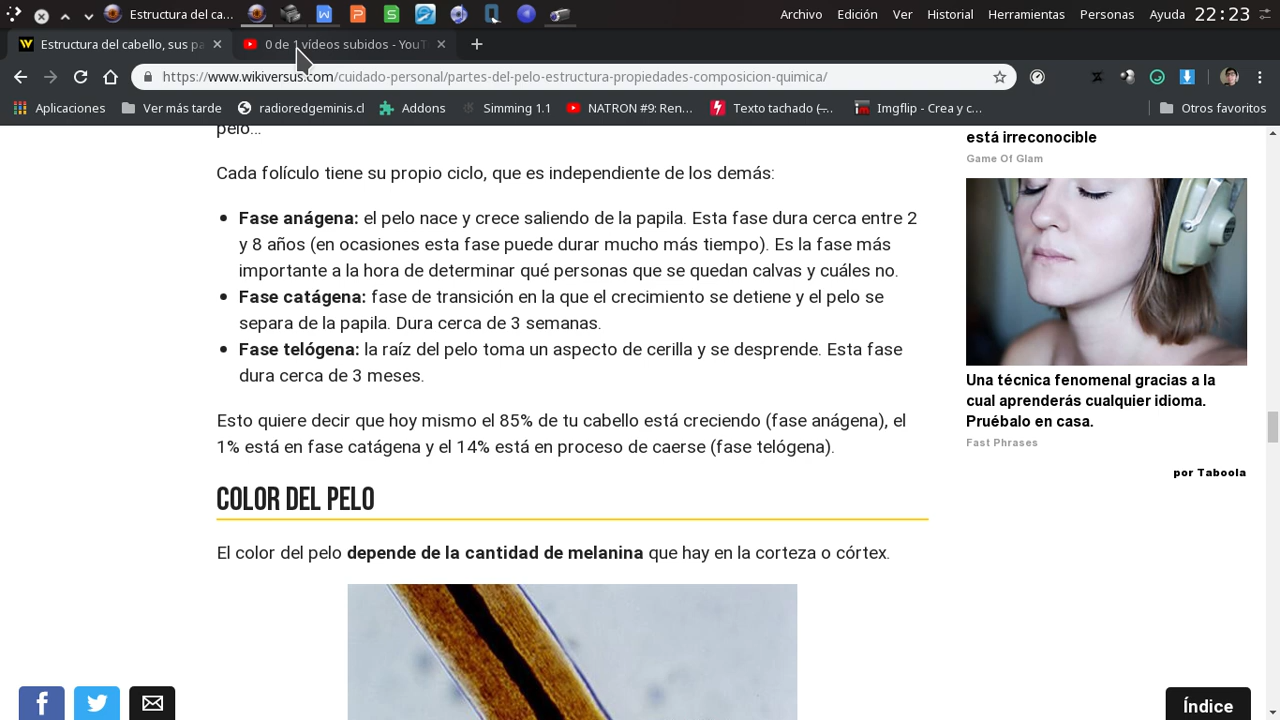 Estructura del ca…
Archivo Edición Ver Historial Herramientas Personas Ayuda 22:23
Estructura del cabello, sus pa
0 de 1 vídeos subidos - YouT
https://www.wikiversus.com/cuidado-personal/partes-del-pelo-estructura-propiedades-composicion-quimica/
Aplicaciones Ver más tarde radioredgeminis.cl Addons Simming 1.1 NATRON #9: Ren… Texto tachado (… Imgflip - Crea y c… Otros favoritos
pelo…
Cada folículo tiene su propio ciclo, que es independiente de los demás:
Fase anágena: el pelo nace y crece saliendo de la papila. Esta fase dura cerca entre 2
y 8 años (en ocasiones esta fase puede durar mucho más tiempo). Es la fase más
importante a la hora de determinar qué personas que se quedan calvas y cuáles no.
Fase catágena: fase de transición en la que el crecimiento se detiene y el pelo se
separa de la papila. Dura cerca de 3 semanas.
Fase telógena: la raíz del pelo toma un aspecto de cerilla y se desprende. Esta fase
dura cerca de 3 meses.
Esto quiere decir que hoy mismo el 85% de tu cabello está creciendo (fase anágena), el
1% está en fase catágena y el 14% está en proceso de caerse (fase telógena).
COLOR DEL PELO
El color del pelo depende de la cantidad de melanina que hay en la corteza o córtex.
está irreconocible
Game Of Glam
Una técnica fenomenal gracias a la
cual aprenderás cualquier idioma.
Pruébalo en casa.
Fast Phrases
por Taboola
Índice